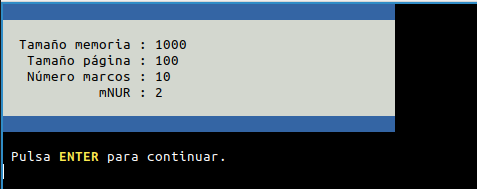 Tamaño memoria : 1000
Tamaño página : 100
Número marcos : 10
mNUR : 2
Pulsa ENTER para continuar.